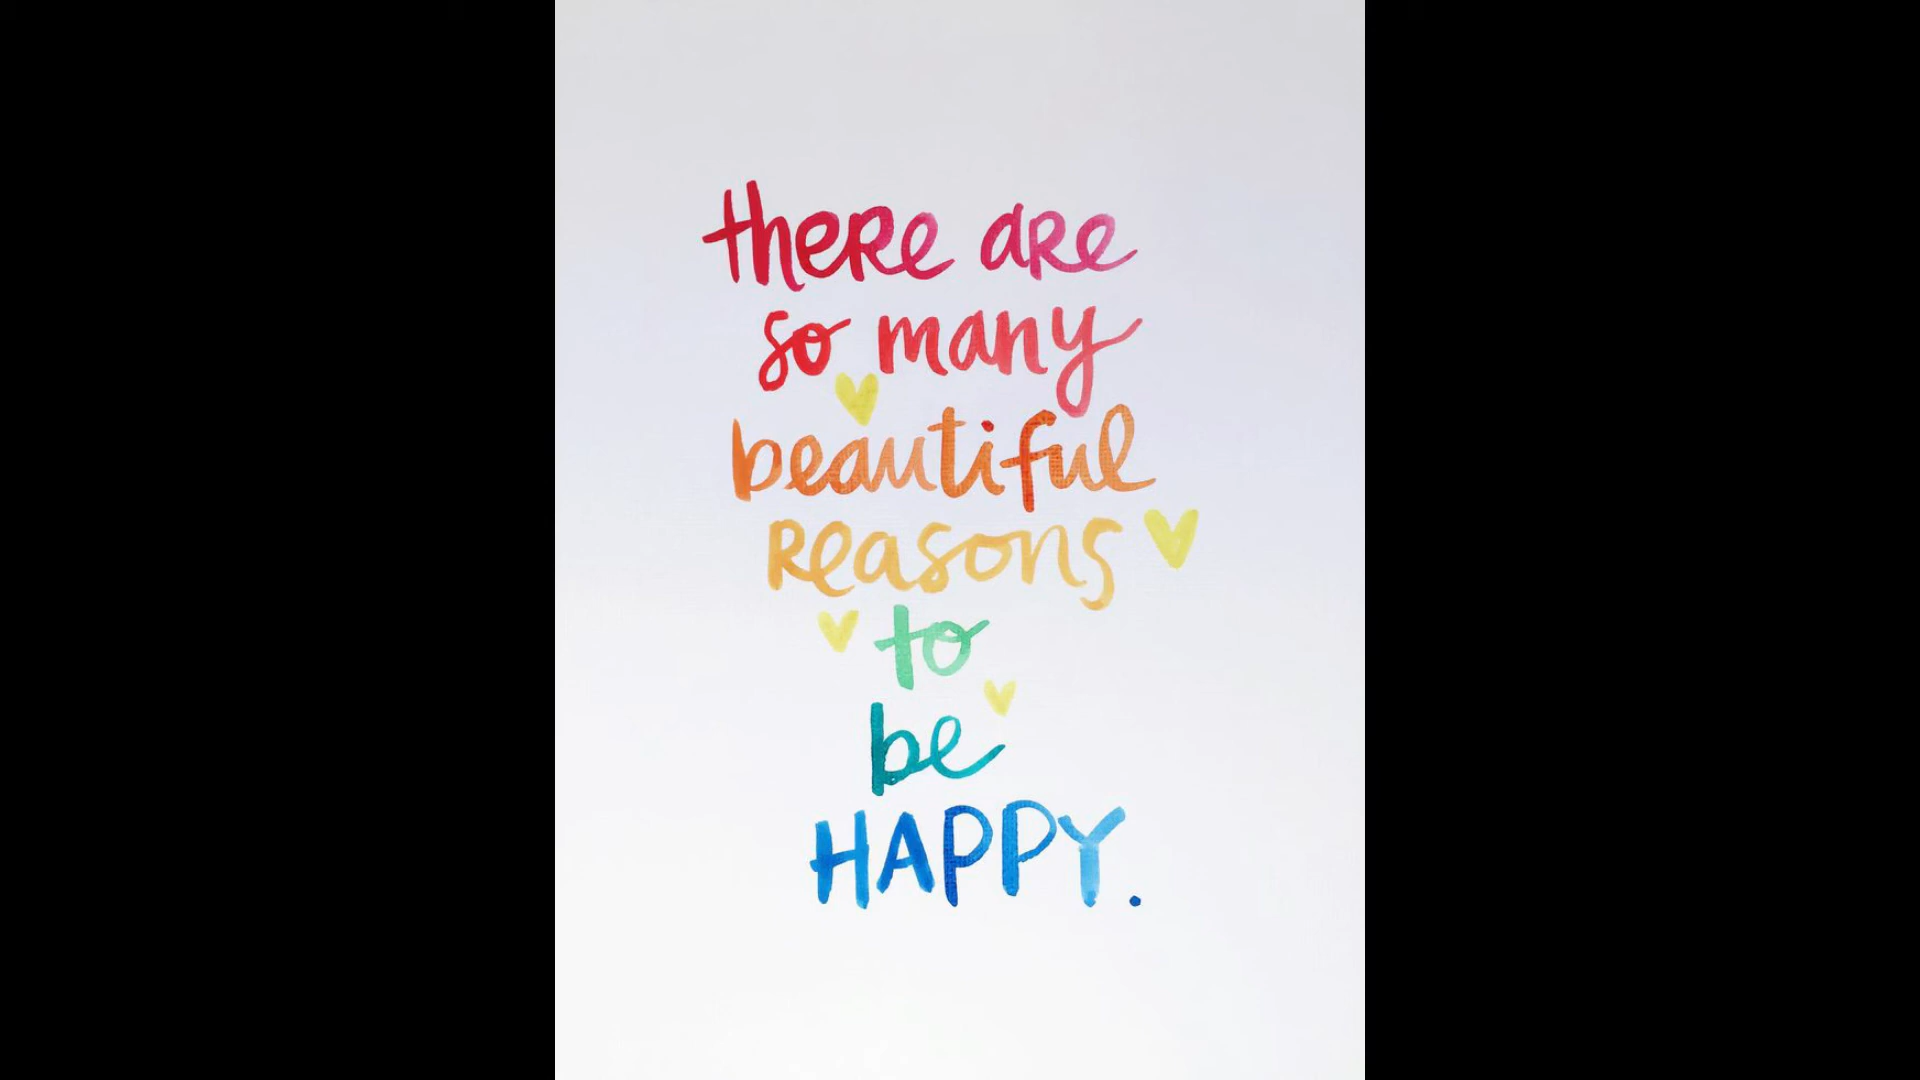 there are
so many
beautiful
reasons
to
be
HAPPY.